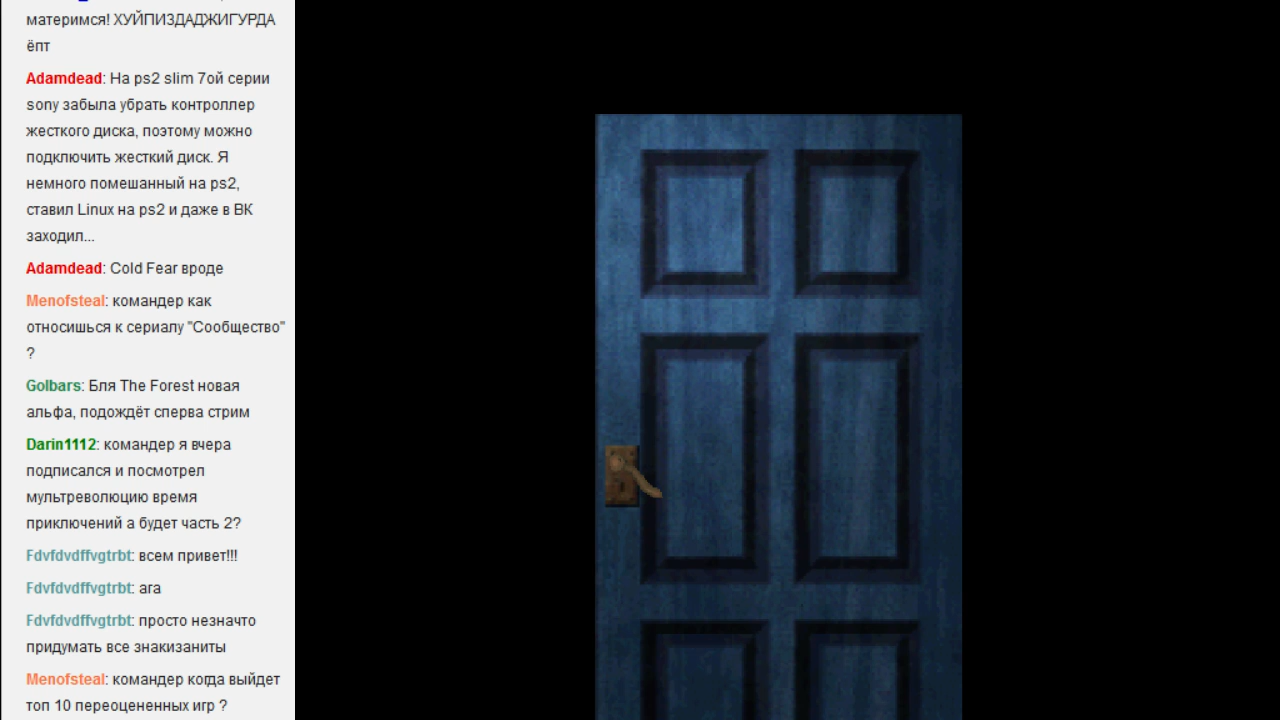 материмся! ХУЙПИЗДАДЖИГУРДА
ёпт
Adamdead: На ps2 slim 7ой серии
sony забыла убрать контроллер
жесткого диска, поэтому можно
подключить жесткий диск. Я
немного помешанный на ps2,
ставил Linux на ps2 и даже в ВК
заходил...
Adamdead: Cold Fear вроде
Menofsteal: командер как
относишься к сериалу "Сообщество"
?
Golbars: Бля The Forest новая
альфа, подождёт сперва стрим
Darin1112: командер я вчера
подписался и посмотрел
мультреволюцию время
приключений а будет часть 2?
Fdvfdvdffvgtrbt: всем привет!!!
Fdvfdvdffvgtrbt: ага
Fdvfdvdffvgtrbt: просто незначто
придумать все знакизаниты
Menofsteal: командер когда выйдет
топ 10 переоцененных игр ?